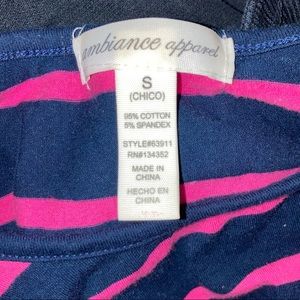 ambiance apparel
S
(CHICO)
95% COTTON
5% SPANDEX
STYLE#63911
RN#134352
MADE IN
CHINA
HECHO EN
CHINA